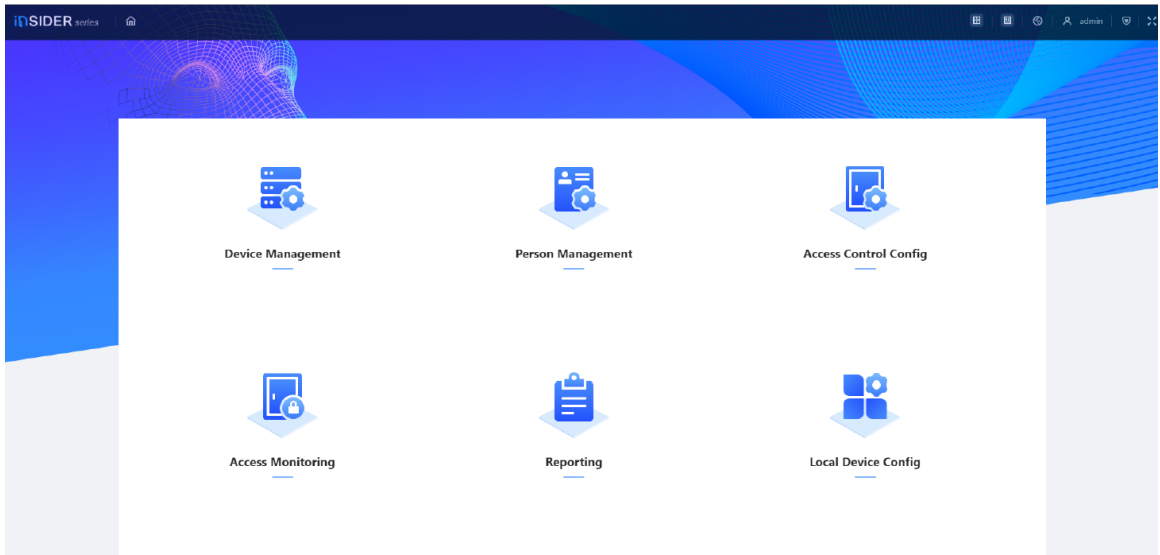 inSIDER series
admin
Device Management
Person Management
Access Control Config
Access Monitoring
Reporting
Local Device Config